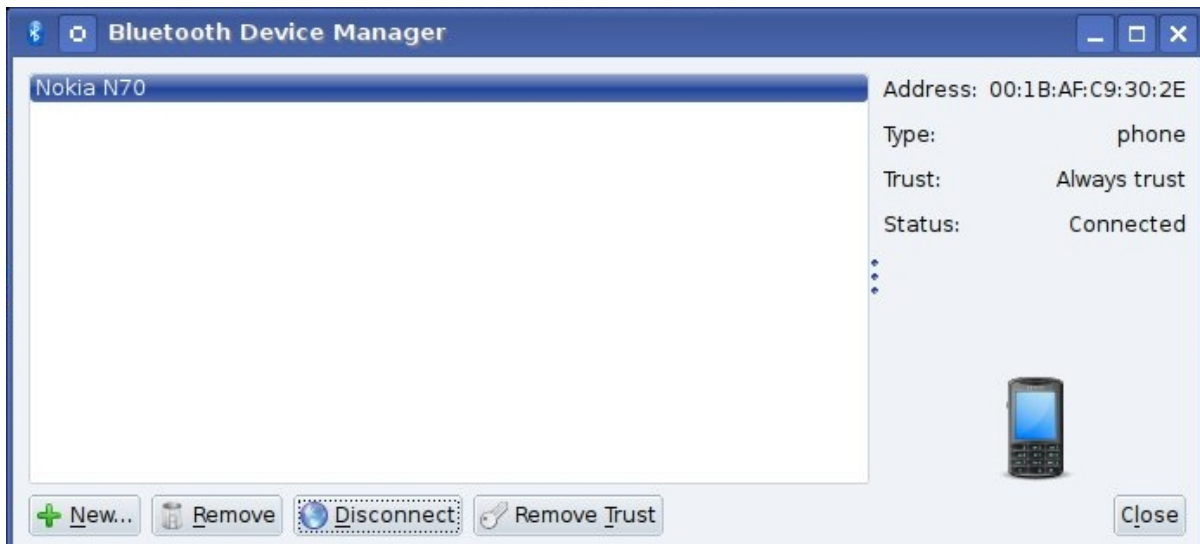 Bluetooth Device Manager
Nokia N70
Address: 00:1B:AF:C9:30:2E
Type: phone
Trust: Always trust
Status: Connected
New... Remove Disconnect Remove Trust Close